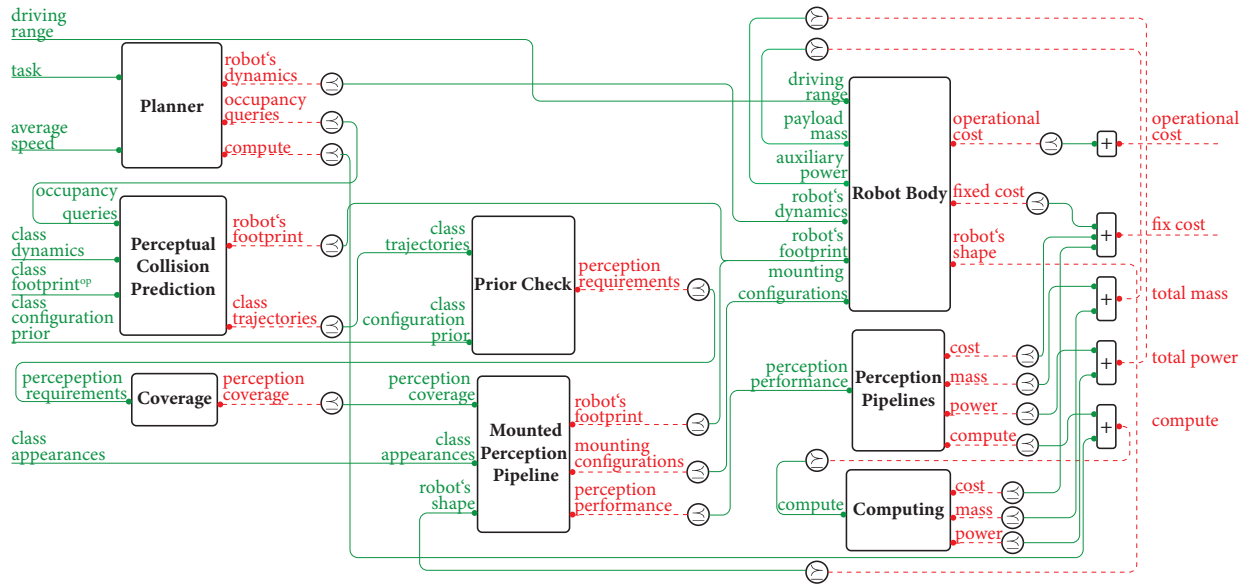 driving
range
task
average
speed
Planner
robot's
dynamics
occupancy
queries
compute
occupancy
queries
class
dynamics
class
footprintᵒᵖ
class
configuration
prior
Perceptual
Collision
Prediction
robot's
footprint
class
trajectories
class
trajectories
class
configuration
prior
Prior Check
perception
requirements
percepeption
requirements
Coverage
perception
coverage
class
appearances
perception
coverage
class
appearances
robot's
shape
Mounted
Perception
Pipeline
robot's
footprint
mounting
configurations
perception
performance
driving
range
payload
mass
auxiliary
power
robot's
dynamics
robot's
footprint
mounting
configurations
Robot Body
operational
cost
fixed cost
robot's
shape
perception
performance
Perception
Pipelines
cost
mass
power
compute
compute
Computing
cost
mass
power
+
+
+
+
+
operational
cost
fix cost
total mass
total power
compute